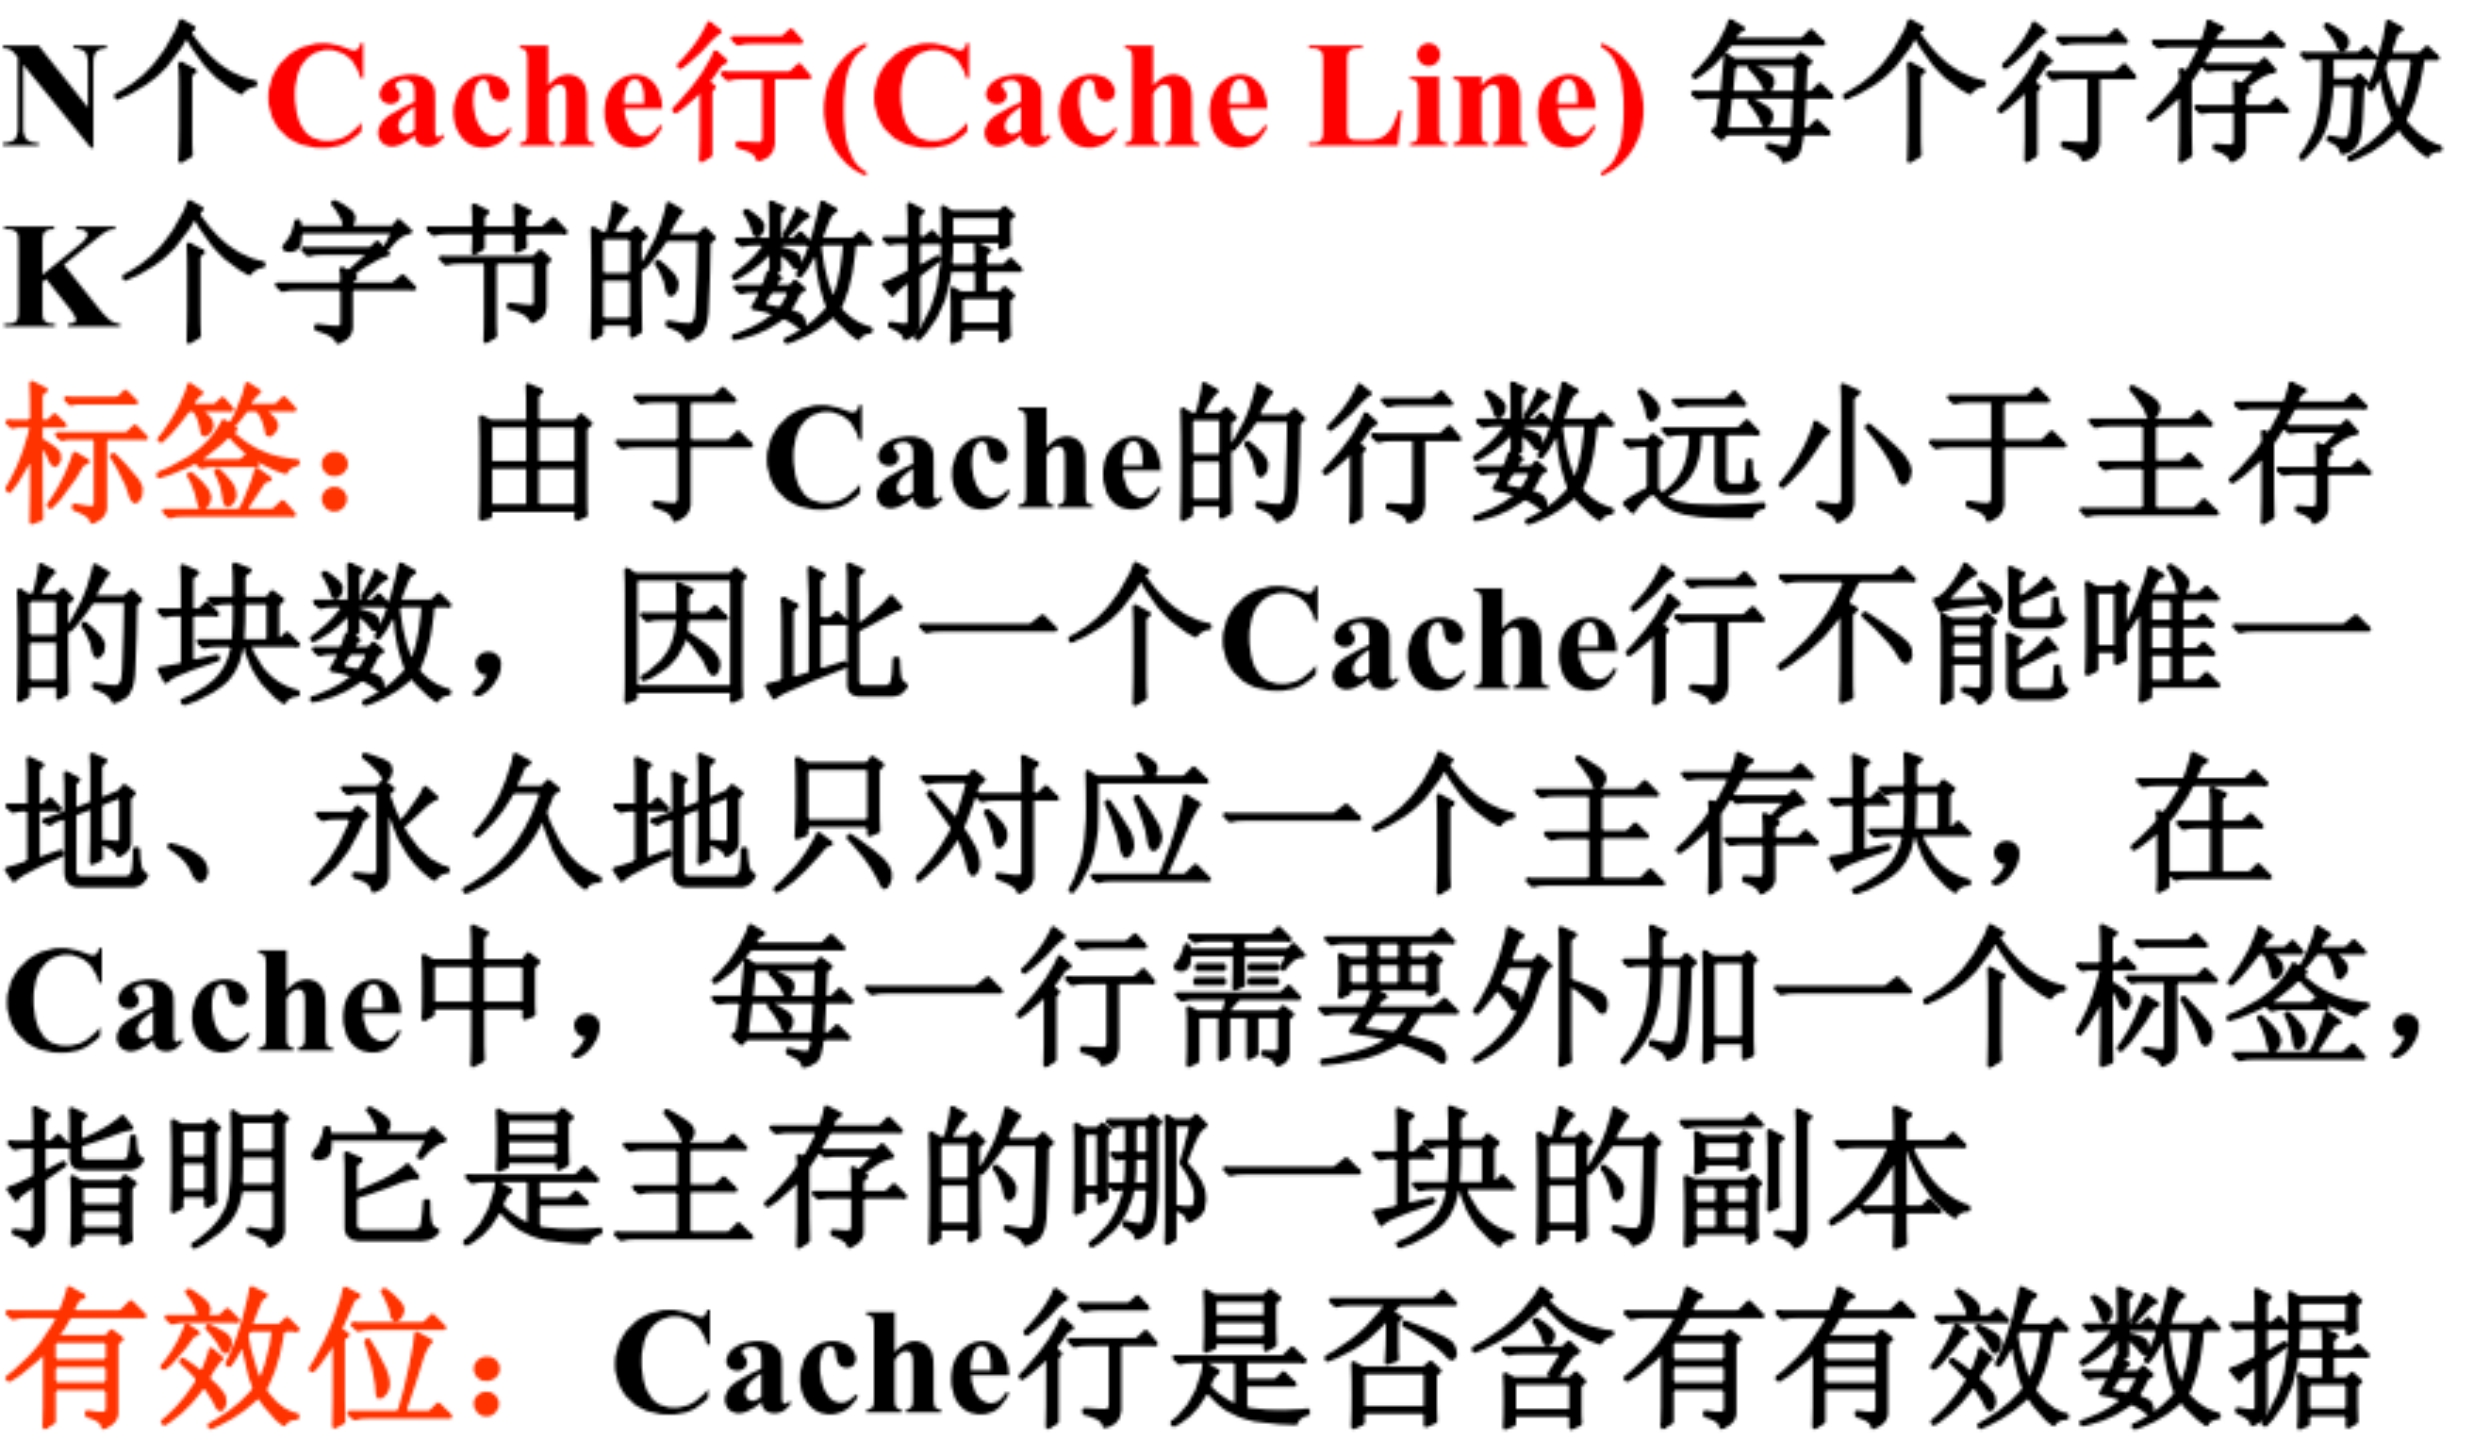 N个Cache行(Cache Line) 每个行存放
K个字节的数据
标签：由于Cache的行数远小于主存
的块数，因此一个Cache行不能唯一
地、永久地只对应一个主存块，在
Cache中，每一行需要外加一个标签，
指明它是主存的哪一块的副本
有效位：Cache行是否含有有效数据